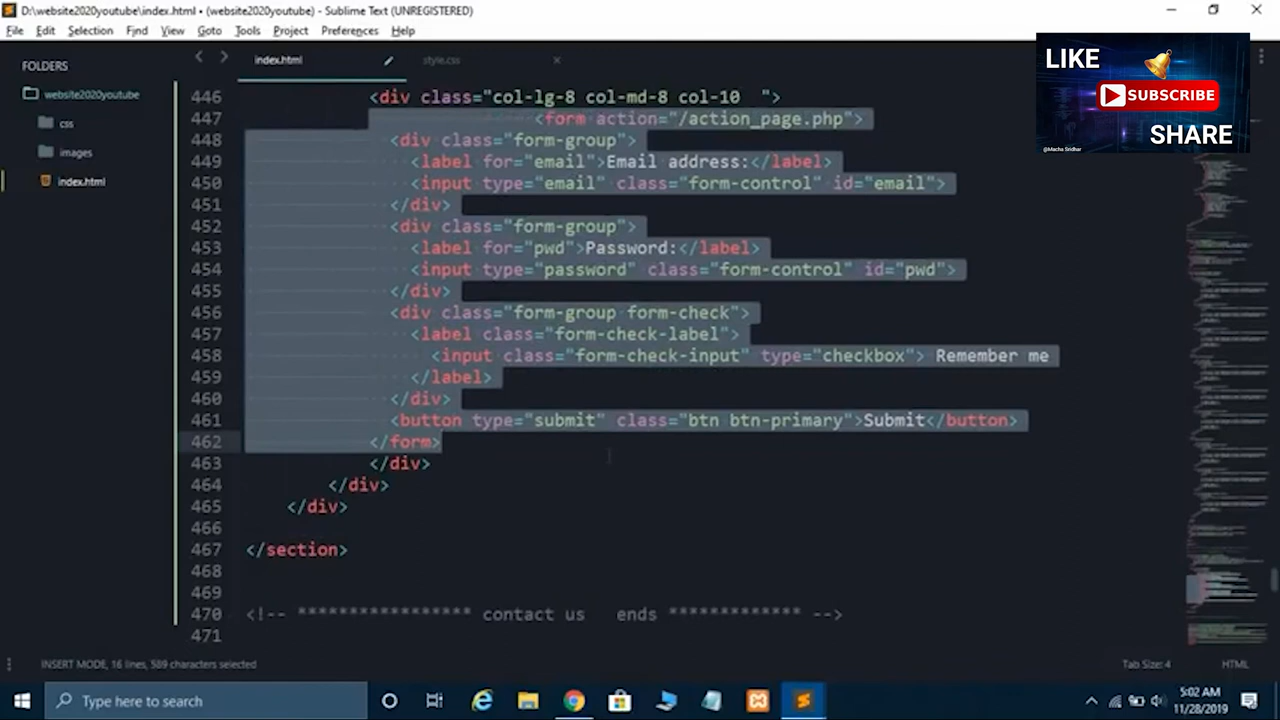 D:\website2020youtube\index.html • (website2020youtube) - Sublime Text (UNREGISTERED)
File Edit Selection Find View Goto Tools Project Preferences Help
LIKE
SUBSCRIBE
SHARE
@Macha Sridhar
FOLDERS
website2020youtube
css
images
index.html
index.html style.css
446 <div class="col-lg-8 col-md-8 col-10  ">
447 <form action="/action_page.php">
448 <div class="form-group">
449 <label for="email">Email address:</label>
450 <input type="email" class="form-control" id="email">
451 </div>
452 <div class="form-group">
453 <label for="pwd">Password:</label>
454 <input type="password" class="form-control" id="pwd">
455 </div>
456 <div class="form-group form-check">
457 <label class="form-check-label">
458 <input class="form-check-input" type="checkbox"> Remember me
459 </label>
460 </div>
461 <button type="submit" class="btn btn-primary">Submit</button>
462 </form>
463 </div>
464 </div>
465 </div>
466
467 </section>
468
469
470 <!-- ***************** contact us   ends ************* -->
471
INSERT MODE, 16 lines, 589 characters selected Tab Size: 4 HTML
Type here to search
5:02 AM
11/28/2019